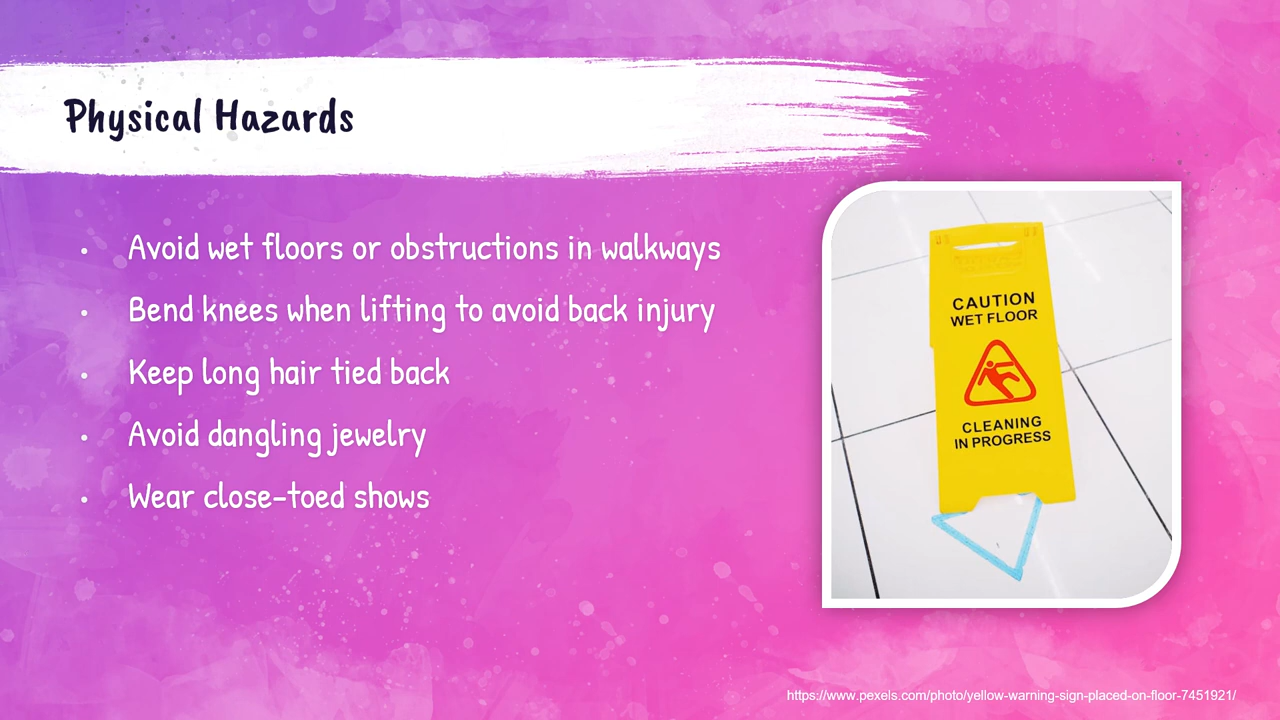 Physical Hazards
• Avoid wet floors or obstructions in walkways
• Bend knees when lifting to avoid back injury
• Keep long hair tied back
• Avoid dangling jewelry
• Wear close-toed shows
CAUTION
WET FLOOR
CLEANING
IN PROGRESS
https://www.pexels.com/photo/yellow-warning-sign-placed-on-floor-7451921/